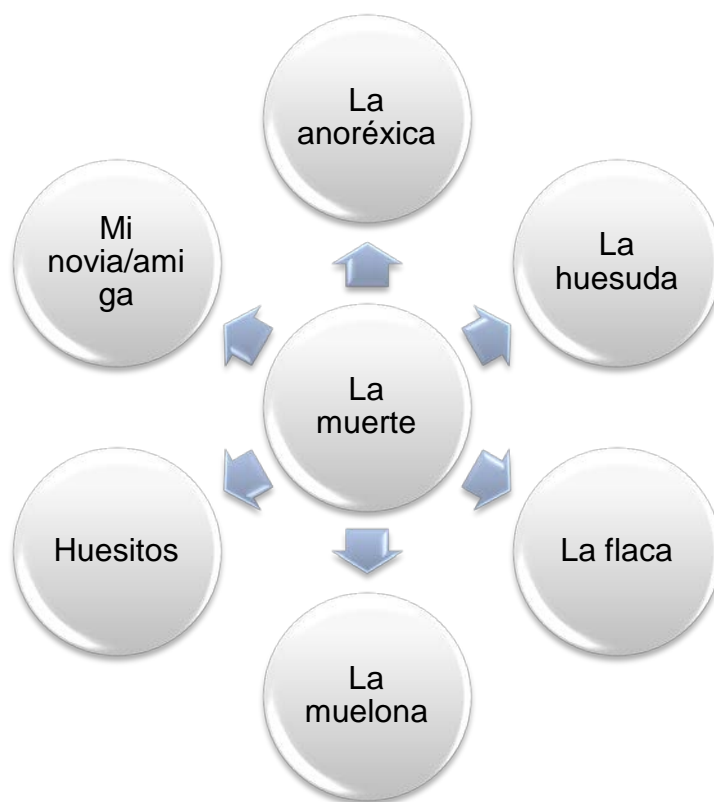 La
anoréxica
La
huesuda
La flaca
La
muelona
Huesitos
Mi
novia/ami
ga
La
muerte